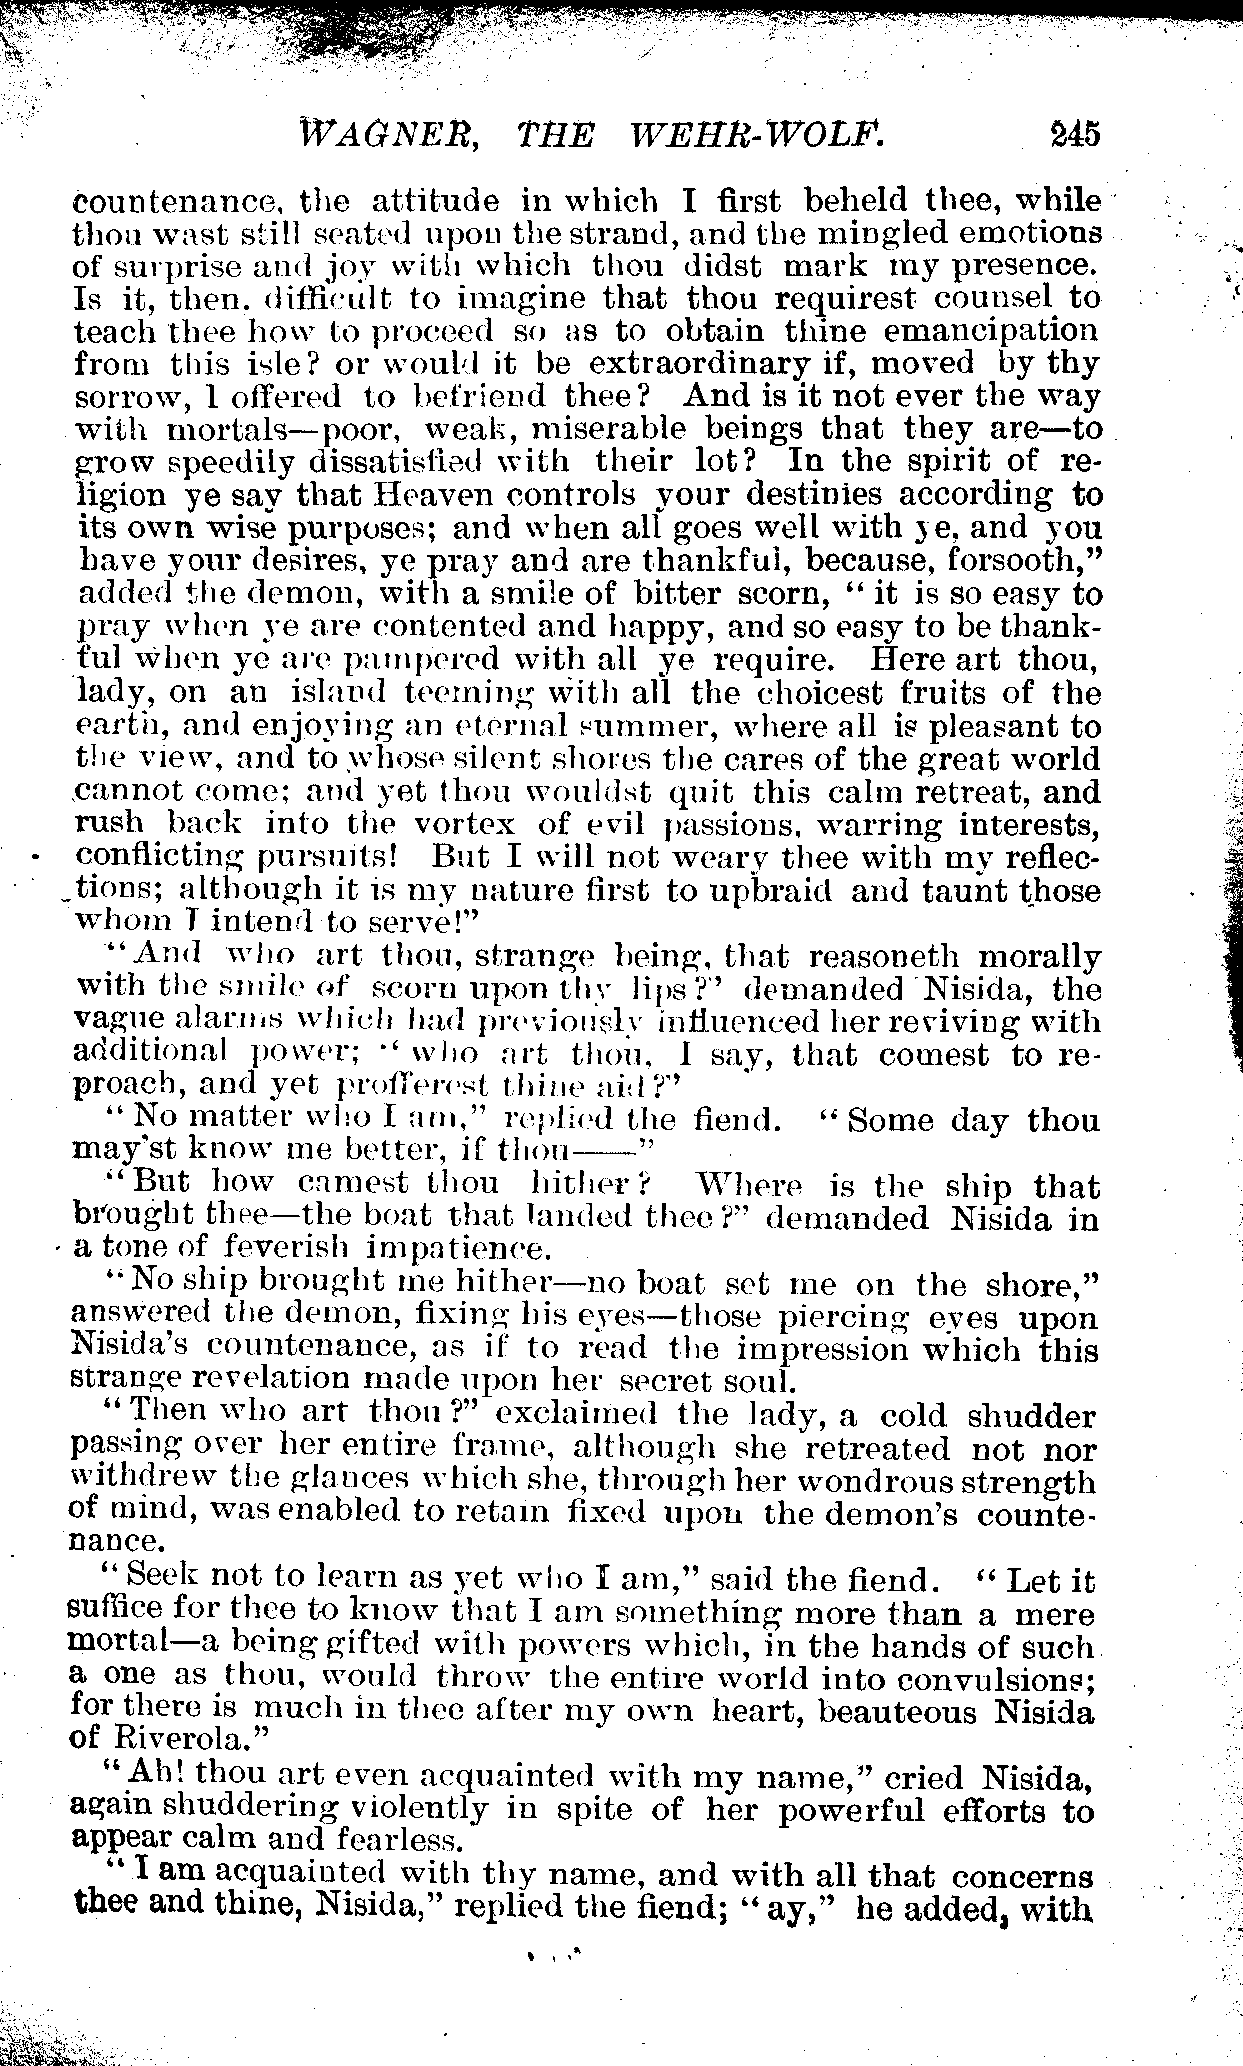 WAGNER, THE WEHR-WOLF. 245
countenance, the attitude in which I first beheld thee, while
thou wast still seated upon the strand, and the mingled emotions
of surprise and joy with which thou didst mark my presence.
Is it, then. difficult to imagine that thou requirest counsel to
teach thee how to proceed so as to obtain thine emancipation
from this isle? or would it be extraordinary if, moved by thy
sorrow, I offered to befriend thee? And is it not ever the way
with mortals—poor, weak, miserable beings that they are—to
grow speedily dissatisfied with their lot? In the spirit of re-
ligion ye say that Heaven controls your destinies according to
its own wise purposes; and when all goes well with ye, and you
have your desires, ye pray and are thankful, because, forsooth,"
added the demon, with a smile of bitter scorn, "it is so easy to
pray when ye are contented and happy, and so easy to be thank-
ful when ye are pampered with all ye require. Here art thou,
lady, on an island teeming with all the choicest fruits of the
earth, and enjoying an eternal summer, where all is pleasant to
the view, and to whose silent shores the cares of the great world
cannot come; and yet thou wouldst quit this calm retreat, and
rush back into the vortex of evil passions, warring interests,
conflicting pursuits! But I will not weary thee with my reflec-
tions; although it is my nature first to upbraid and taunt those
whom I intend to serve!"
"And who art thou, strange being, that reasoneth morally
with the smile of scorn upon thy lips?" demanded Nisida, the
vague alarms which had previously influenced her reviving with
additional power; "who art thou, I say, that comest to re-
proach, and yet profferest thine aid?"
"No matter who I am," replied the fiend. "Some day thou
may'st know me better, if thou——"
"But how camest thou hither? Where is the ship that
brought thee—the boat that landed thee?" demanded Nisida in
a tone of feverish impatience.
"No ship brought me hither—no boat set me on the shore,"
answered the demon, fixing his eyes—those piercing eyes upon
Nisida's countenance, as if to read the impression which this
strange revelation made upon her secret soul.
"Then who art thou?" exclaimed the lady, a cold shudder
passing over her entire frame, although she retreated not nor
withdrew the glances which she, through her wondrous strength
of mind, was enabled to retain fixed upon the demon's counte-
nance.
"Seek not to learn as yet who I am," said the fiend. "Let it
suffice for thee to know that I am something more than a mere
mortal—a being gifted with powers which, in the hands of such
a one as thou, would throw the entire world into convulsions;
for there is much in thee after my own heart, beauteous Nisida
of Riverola."
"Ah! thou art even acquainted with my name," cried Nisida,
again shuddering violently in spite of her powerful efforts to
appear calm and fearless.
"I am acquainted with thy name, and with all that concerns
thee and thine, Nisida," replied the fiend; "ay," he added, with